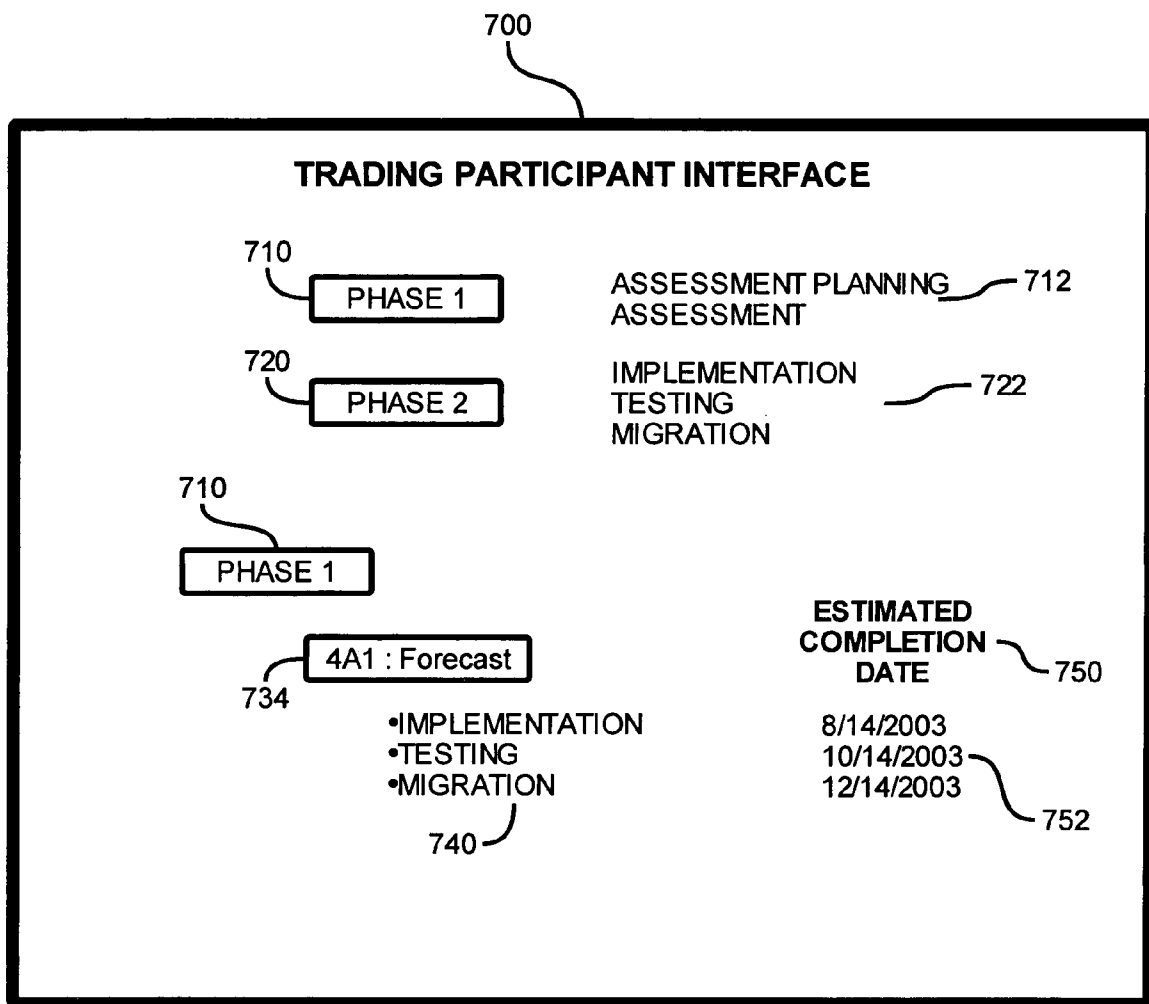 700
TRADING PARTICIPANT INTERFACE
710
PHASE 1
ASSESSMENT PLANNING
ASSESSMENT
712
720
PHASE 2
IMPLEMENTATION
TESTING
MIGRATION
722
710
PHASE 1
ESTIMATED
COMPLETION
DATE
750
4A1 : Forecast
734
•IMPLEMENTATION
•TESTING
•MIGRATION
740
8/14/2003
10/14/2003
12/14/2003
752